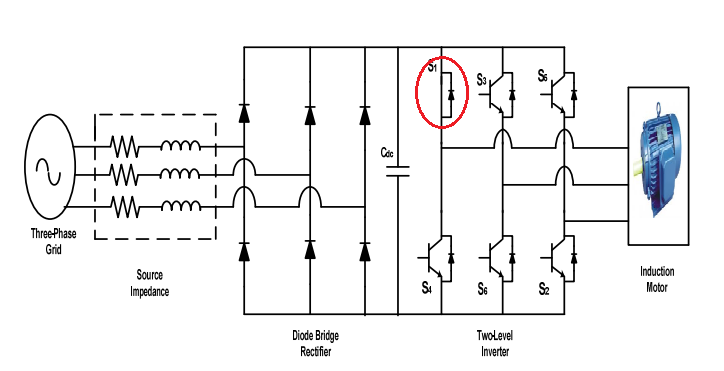 S1
S3
S5
Cdc
S4
S6
S2
Three-Phase
Grid
Source
Impedance
Diode Bridge
Rectifier
Two-Level
Inverter
Induction
Motor